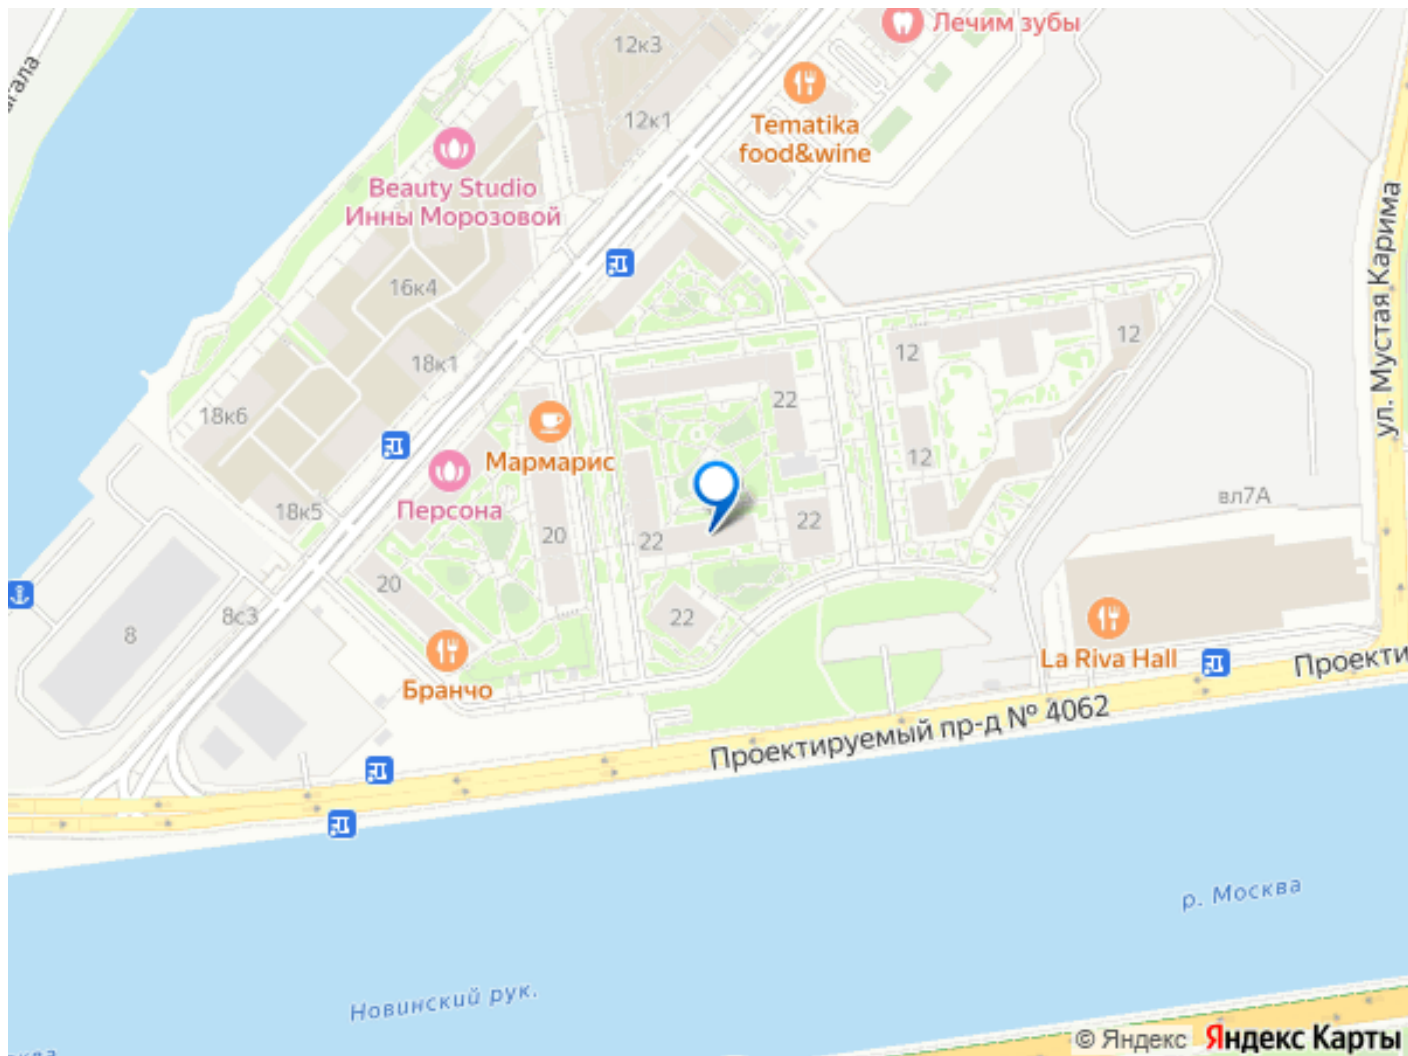 Лечим зубы
12к3
12к1
Tematika
food&wine
Beauty Studio
Инны Морозовой
ул. Мустая Карима
16к4
18к1
12
12
22
18к6
Мармарис
12
Персона
18к5
вл7А
22
20
22
20
8с3
22
8
La Riva Hall
Бранчо
Проекти
Проектируемый пр-д № 4062
р. Москва
Новинский рук.
© Яндекс Яндекс Карты